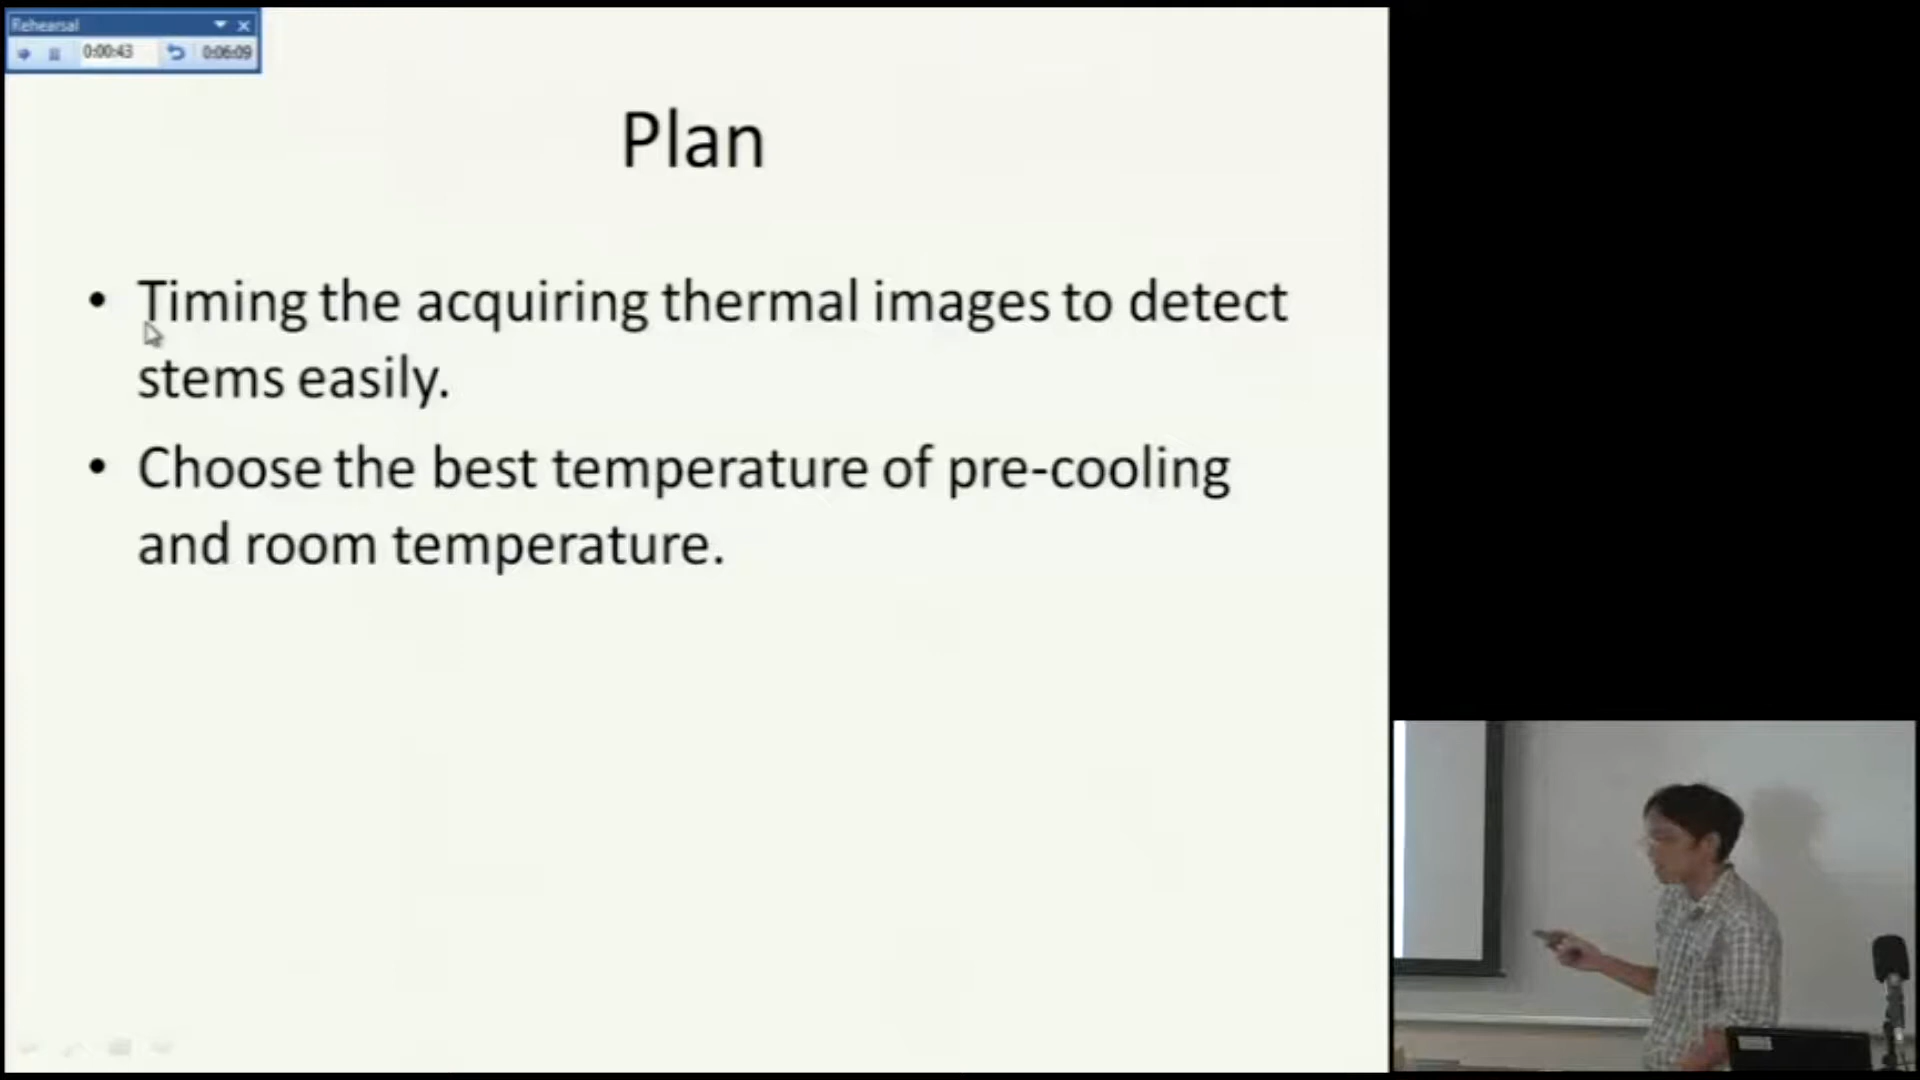 Rehearsal
0:00:43 0:06:09
Plan
• Timing the acquiring thermal images to detect
stems easily.
• Choose the best temperature of pre-cooling
and room temperature.